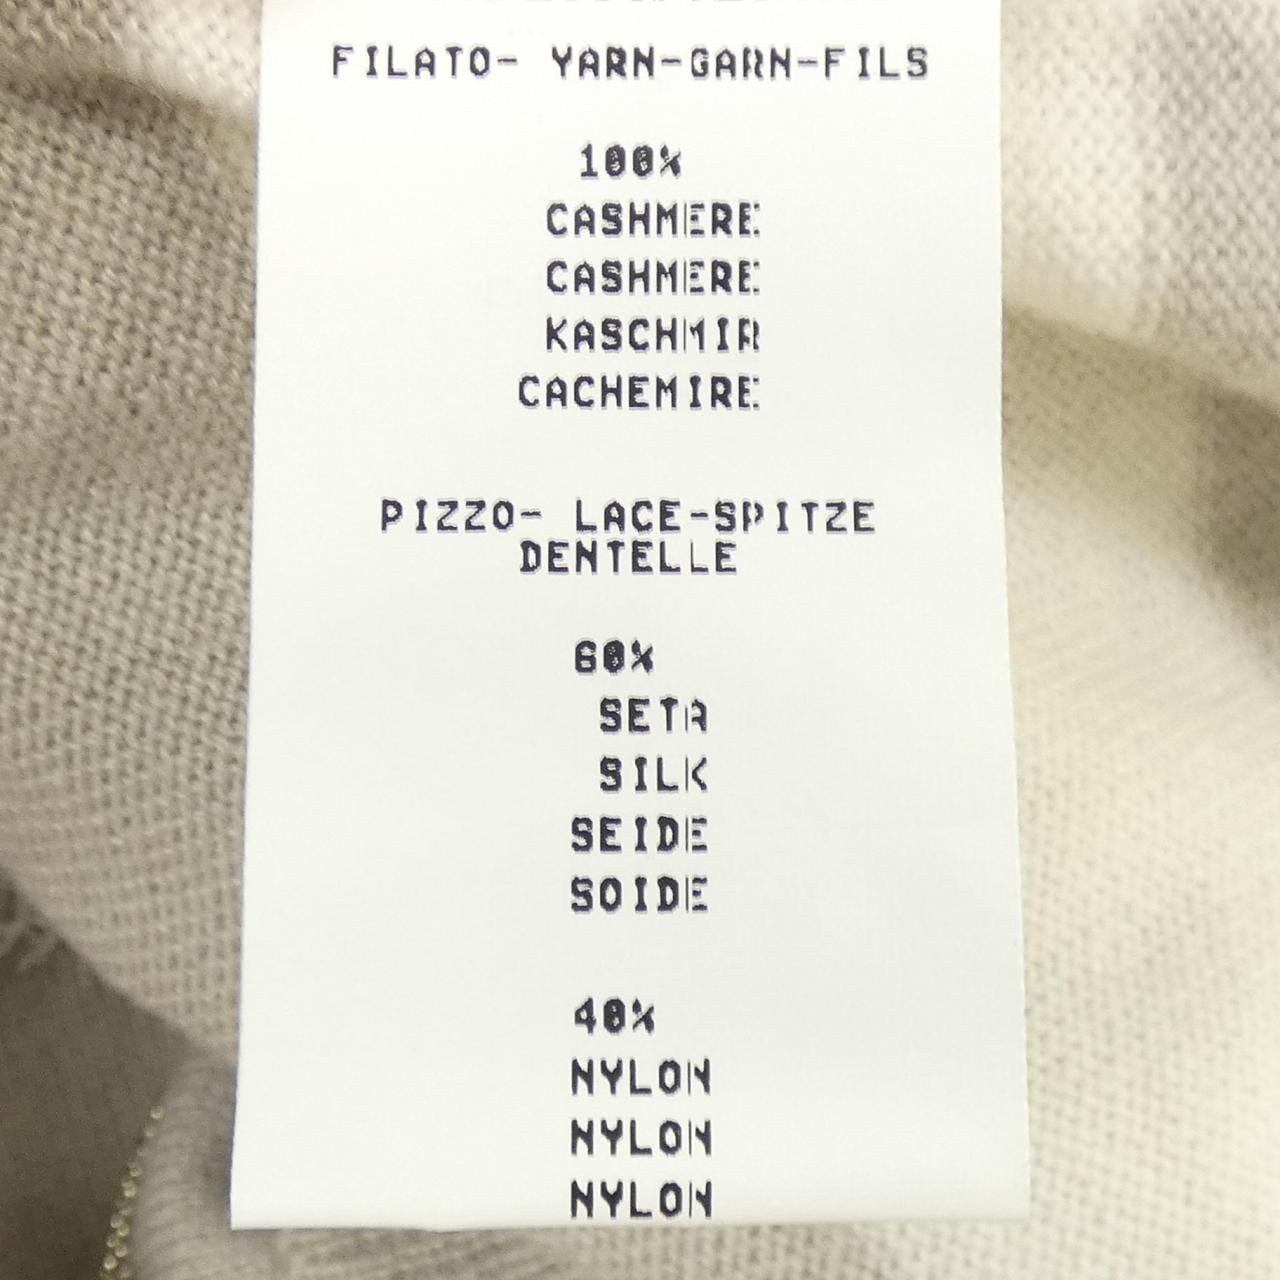 FILATO- YARN-GARN-FILS
100%
CASHMERE
CASHMERE
KASCHMIR
CACHEMIRE
PIZZO- LACE-SPITZE
DENTELLE
60%
SETA
SILK
SEIDE
SOIDE
40%
NYLON
NYLON
NYLON